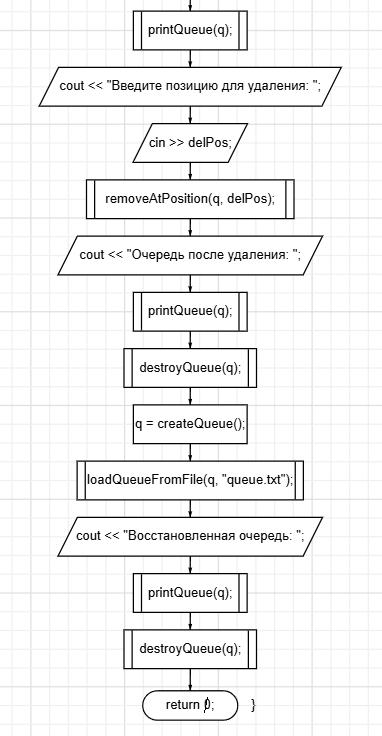 printQueue(q);
cout << "Введите позицию для удаления: ";
cin >> delPos;
removeAtPosition(q, delPos);
cout << "Очередь после удаления: ";
printQueue(q);
destroyQueue(q);
q = createQueue();
loadQueueFromFile(q, "queue.txt");
cout << "Восстановленная очередь: ";
printQueue(q);
destroyQueue(q);
return 0; }